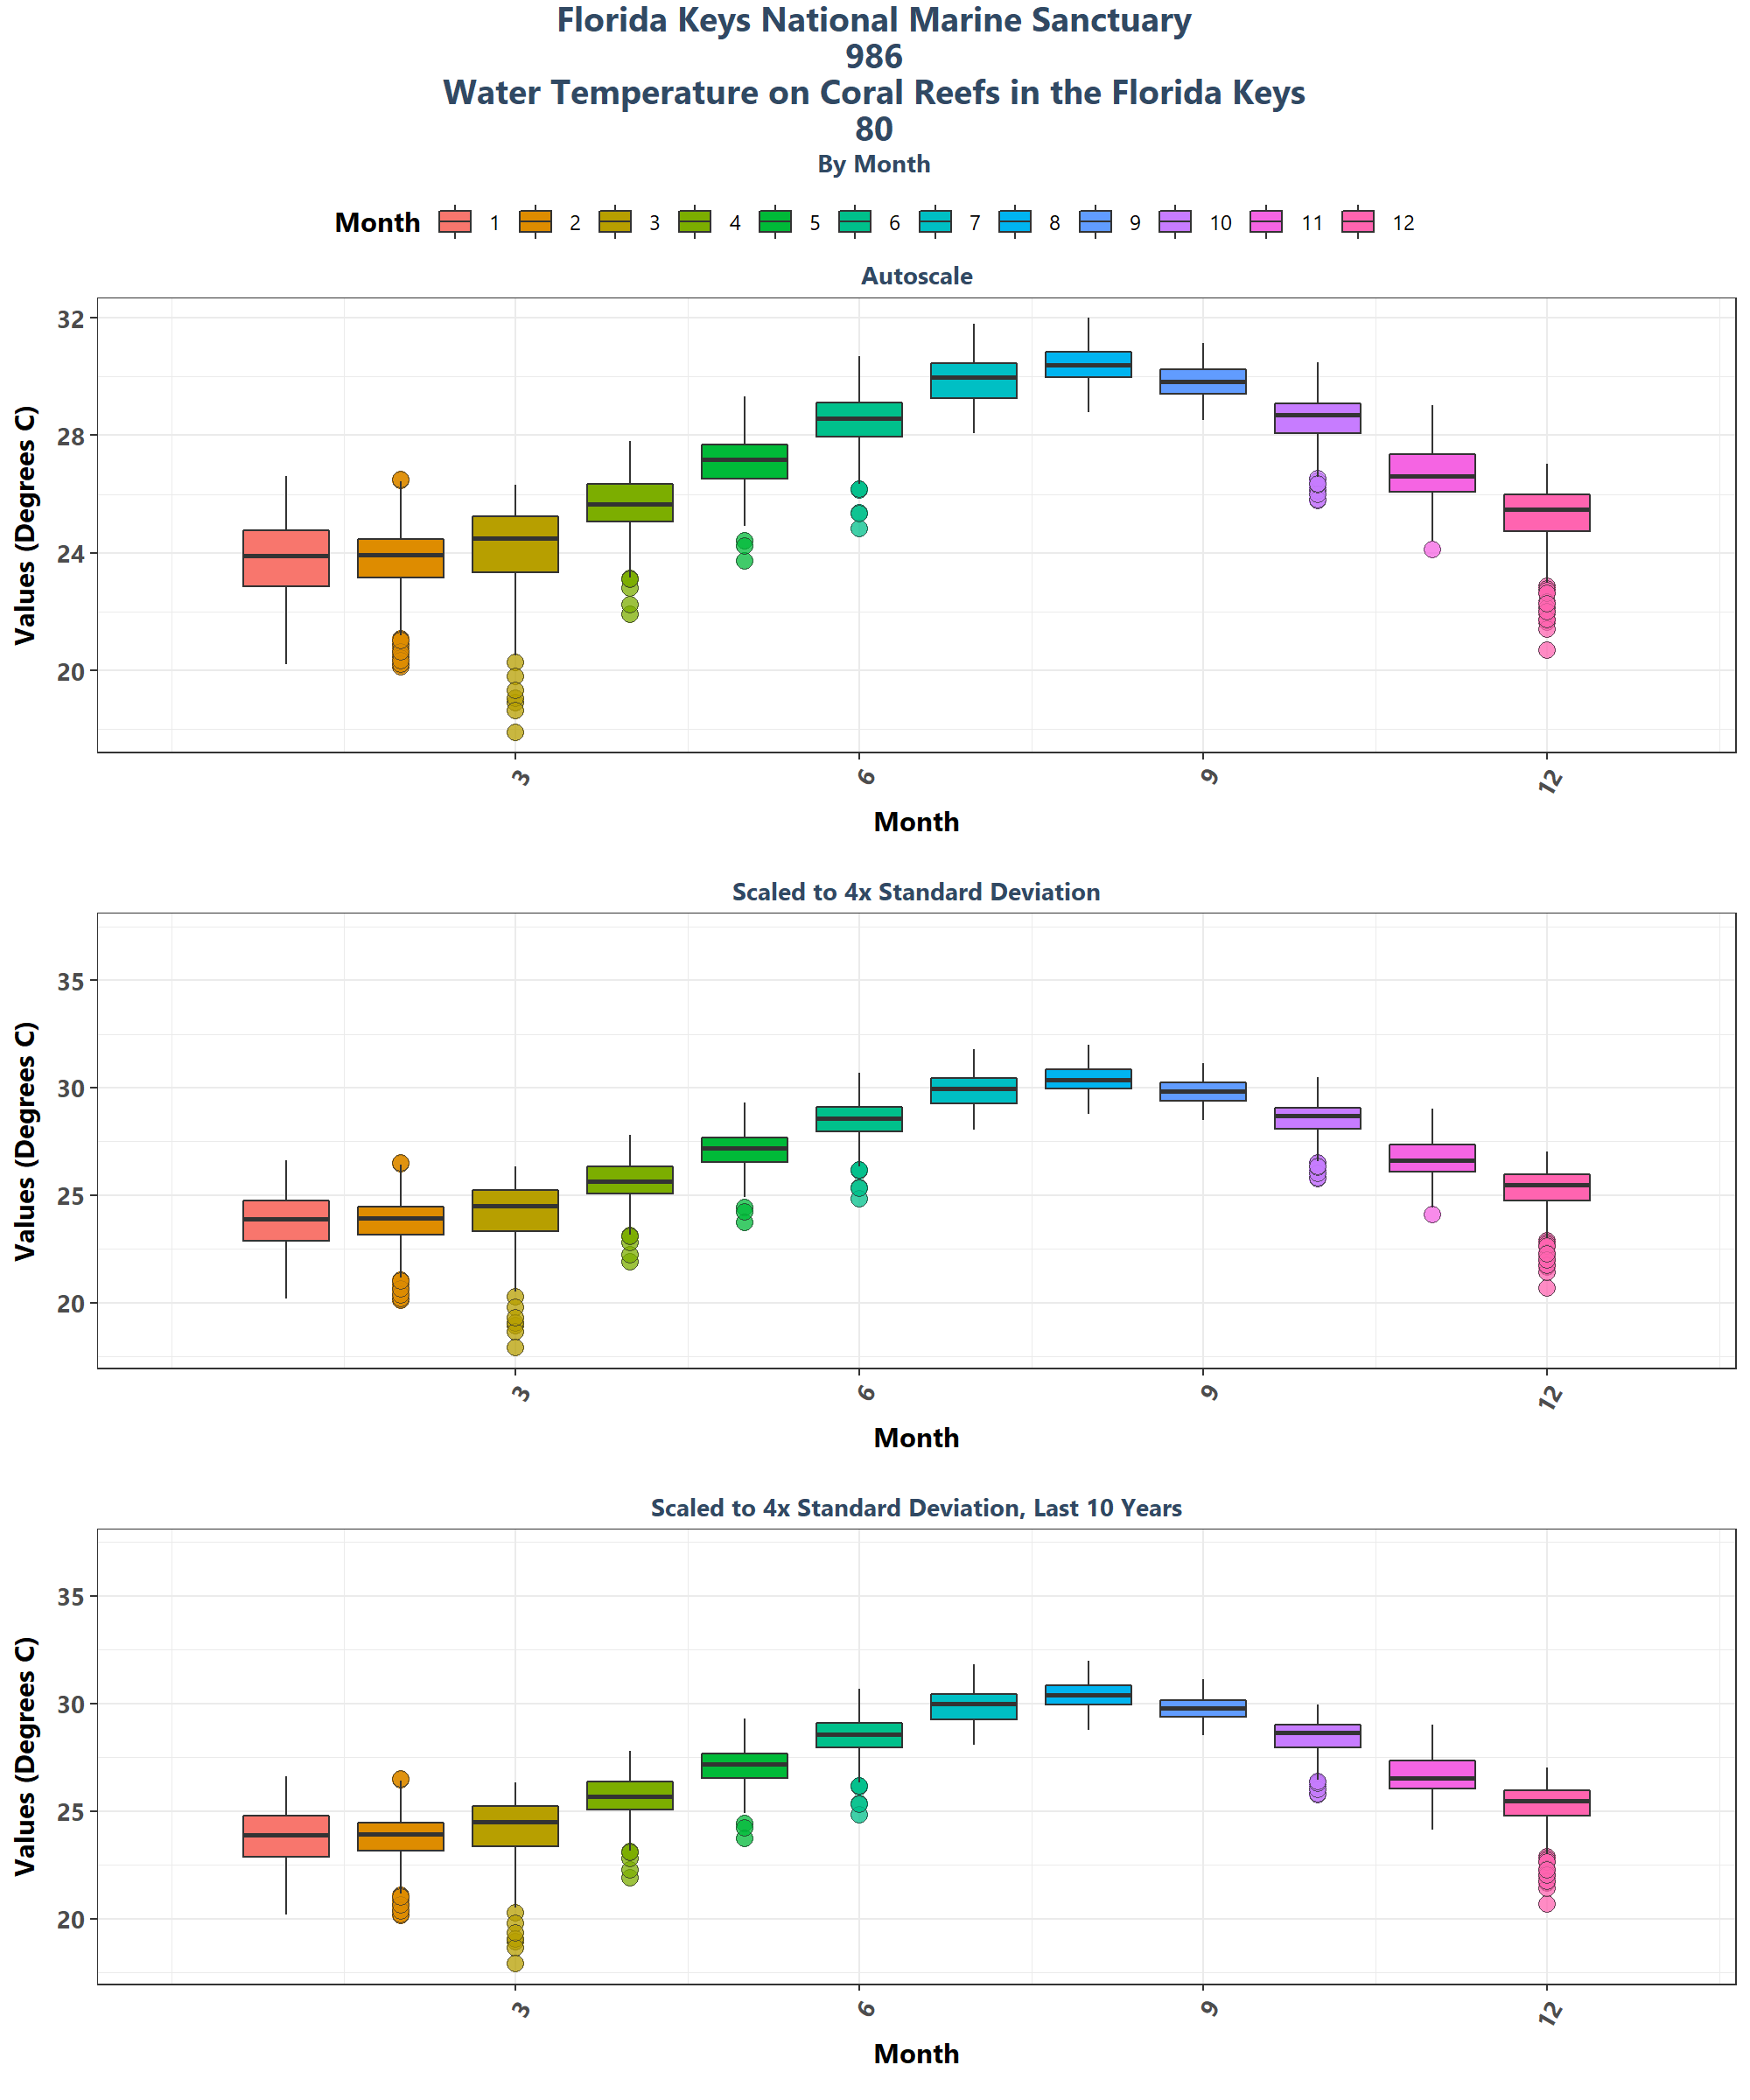 Florida Keys National Marine Sanctuary
986
Water Temperature on Coral Reefs in the Florida Keys
80
By Month
Month 1 2 3 4 5 6 7 8 9 10 11 12
Autoscale
Values (Degrees C)
32
28
24
20
3 6 9 12
Month
Scaled to 4x Standard Deviation
Values (Degrees C)
35
30
25
20
3 6 9 12
Month
Scaled to 4x Standard Deviation, Last 10 Years
Values (Degrees C)
35
30
25
20
3 6 9 12
Month